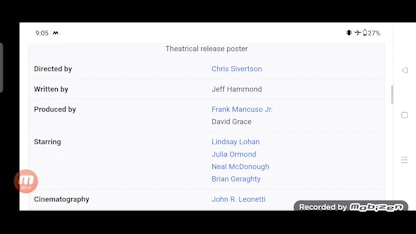 9:05 27%
Theatrical release poster
Directed by Chris Sivertson
Written by Jeff Hammond
Produced by Frank Mancuso Jr.
David Grace
Starring Lindsay Lohan
Julia Ormond
Neal McDonough
Brian Geraghty
Cinematography John R. Leonetti
Recorded by Mobizen